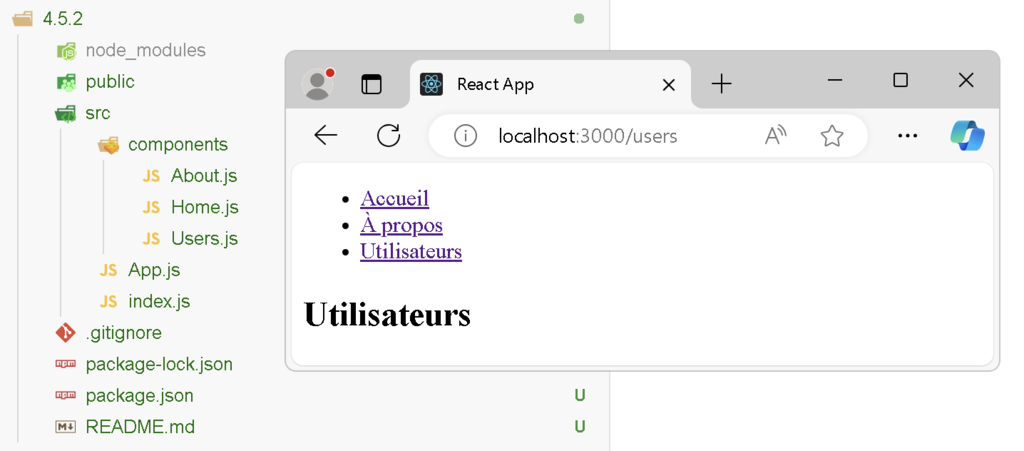 4.5.2
node_modules
public
src
components
JS About.js
JS Home.js
JS Users.js
JS App.js
JS index.js
.gitignore
npm package-lock.json
npm package.json U
M README.md U
React App
localhost:3000/users
Accueil
À propos
Utilisateurs
Utilisateurs